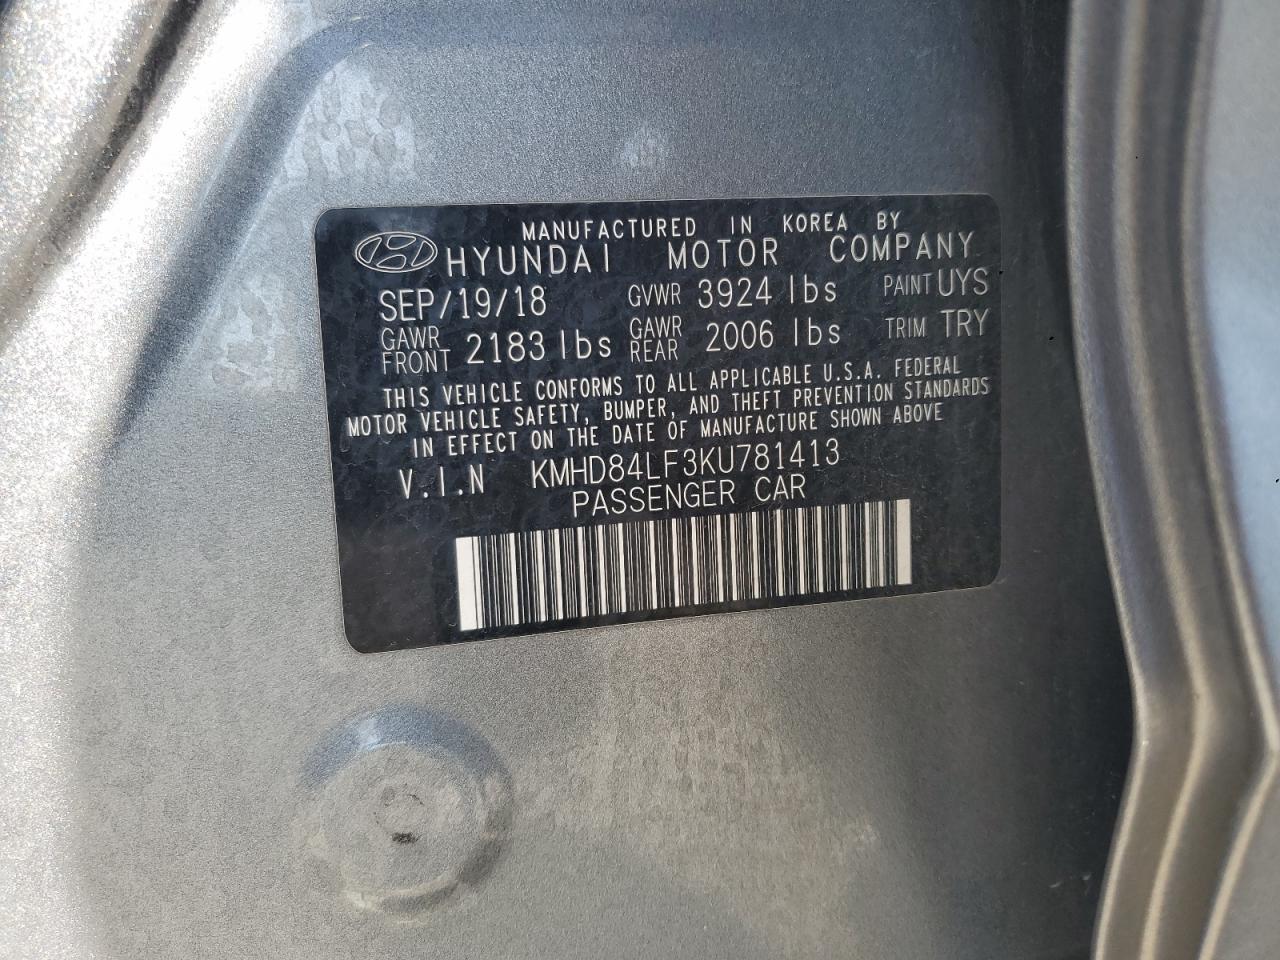 MANUFACTURED IN KOREA BY
HYUNDAI MOTOR COMPANY
SEP/19/18 GVWR 3924 lbs PAINT UYS
GAWR FRONT 2183 lbs GAWR REAR 2006 lbs TRIM TRY
THIS VEHICLE CONFORMS TO ALL APPLICABLE U.S.A. FEDERAL
MOTOR VEHICLE SAFETY, BUMPER, AND THEFT PREVENTION STANDARDS
IN EFFECT ON THE DATE OF MANUFACTURE SHOWN ABOVE
V.I.N KMHD84LF3KU781413
PASSENGER CAR